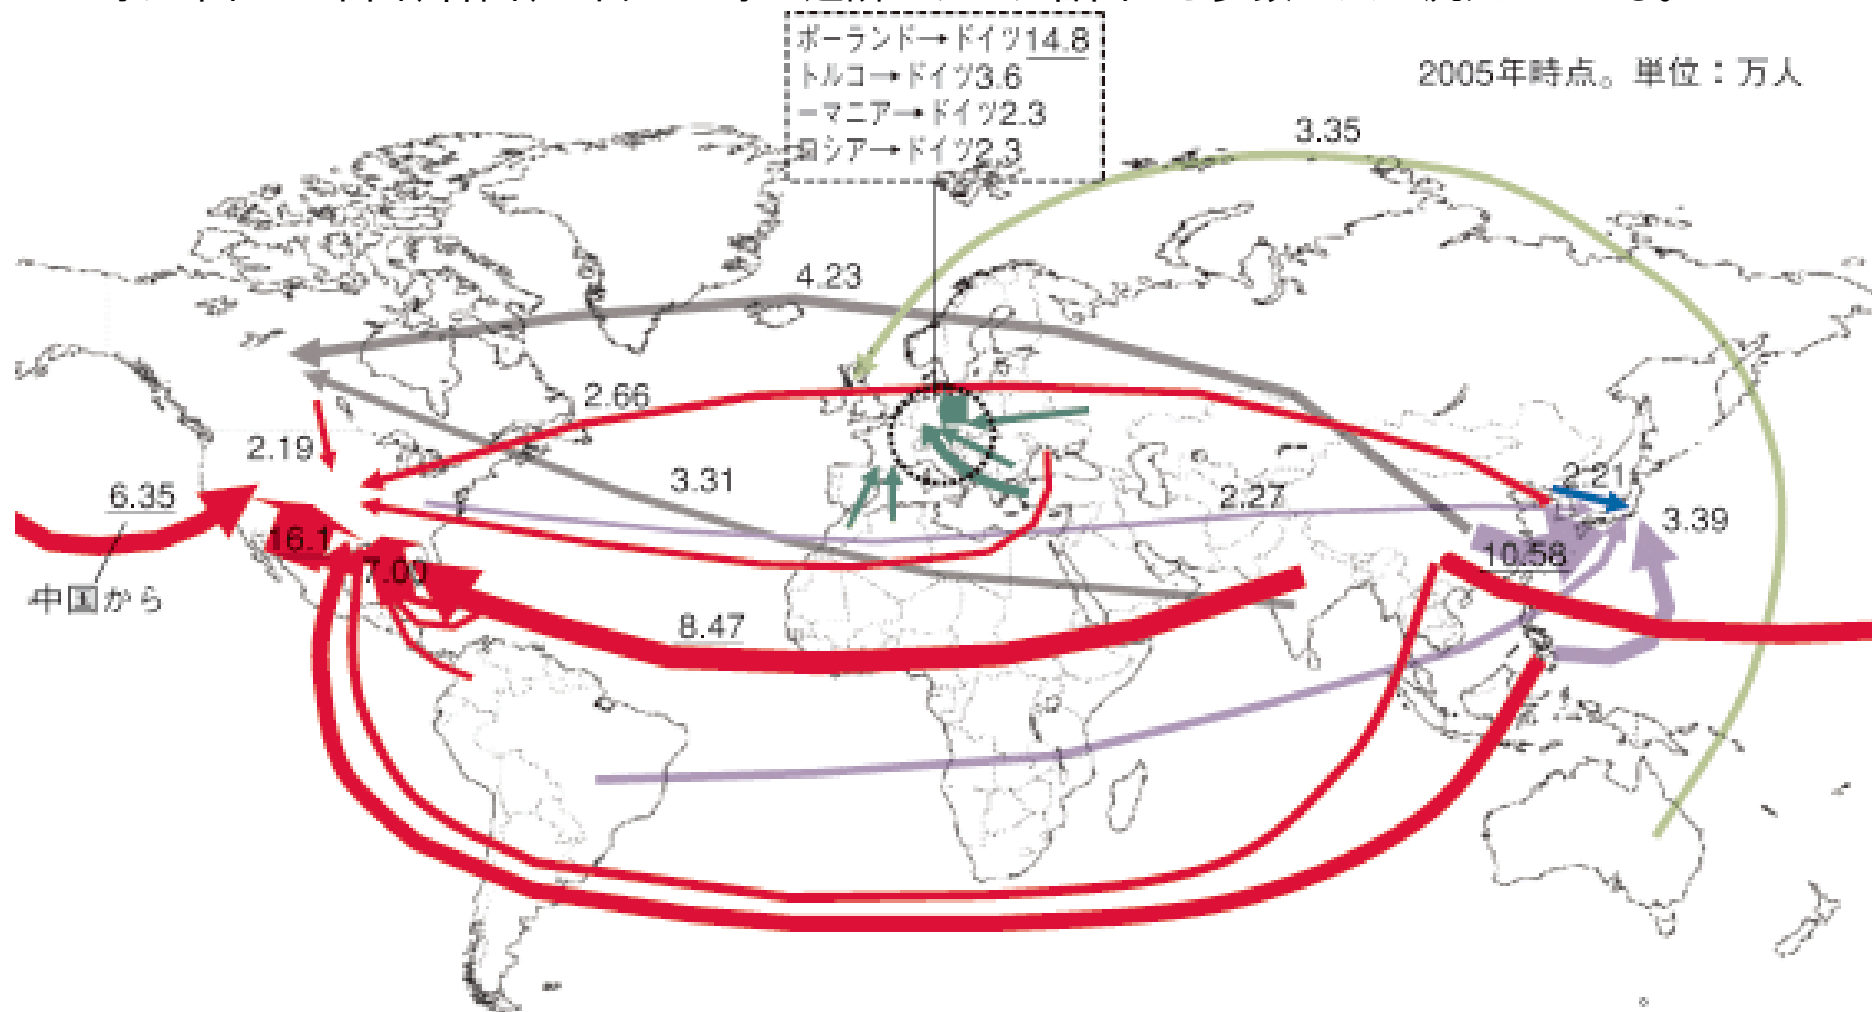 ポーランド→ドイツ14.8
トルコ→ドイツ3.6
ーマニア→ドイツ2.3
ロシア→ドイツ2.3
2005年時点。単位：万人
3.35
4.23
2.66
2.19
6.35
3.31
2.27
2.21
3.39
16.1
7.00
10.58
中国から
8.47